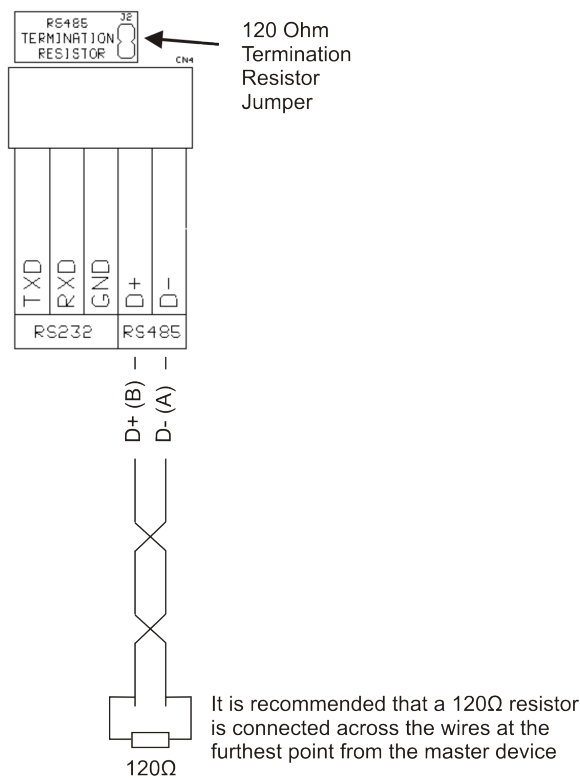 RS485
J2
TERMINATION
RESISTOR
120 Ohm
Termination
Resistor
Jumper
CN4
TXD
RXD
GND
D+
D-
RS232
RS485
D+ (B) –
D- (A) –
It is recommended that a 120Ω resistor
is connected across the wires at the
furthest point from the master device
120Ω